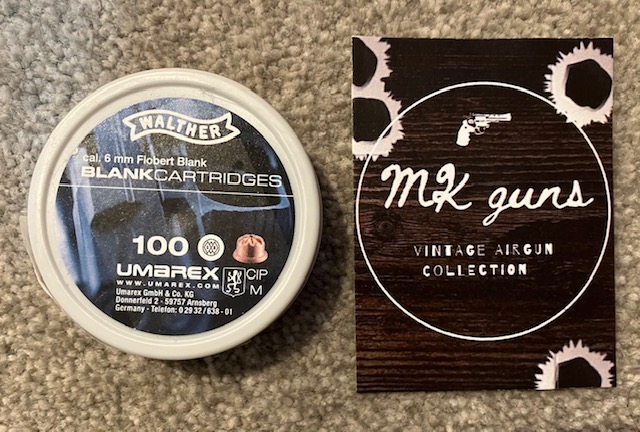 WALTHER
cal. 6 mm Flobert Blank
BLANKCARTRIDGES
100
UMAREX
WWW.UMAREX.COM
CIP
M
Umarex GmbH & Co. KG
Donnerfeld 2 - 59757 Arnsberg
Germany - Telefon: 0 29 32 / 638 - 01
MK guns
VINTAGE AIRGUN
COLLECTION